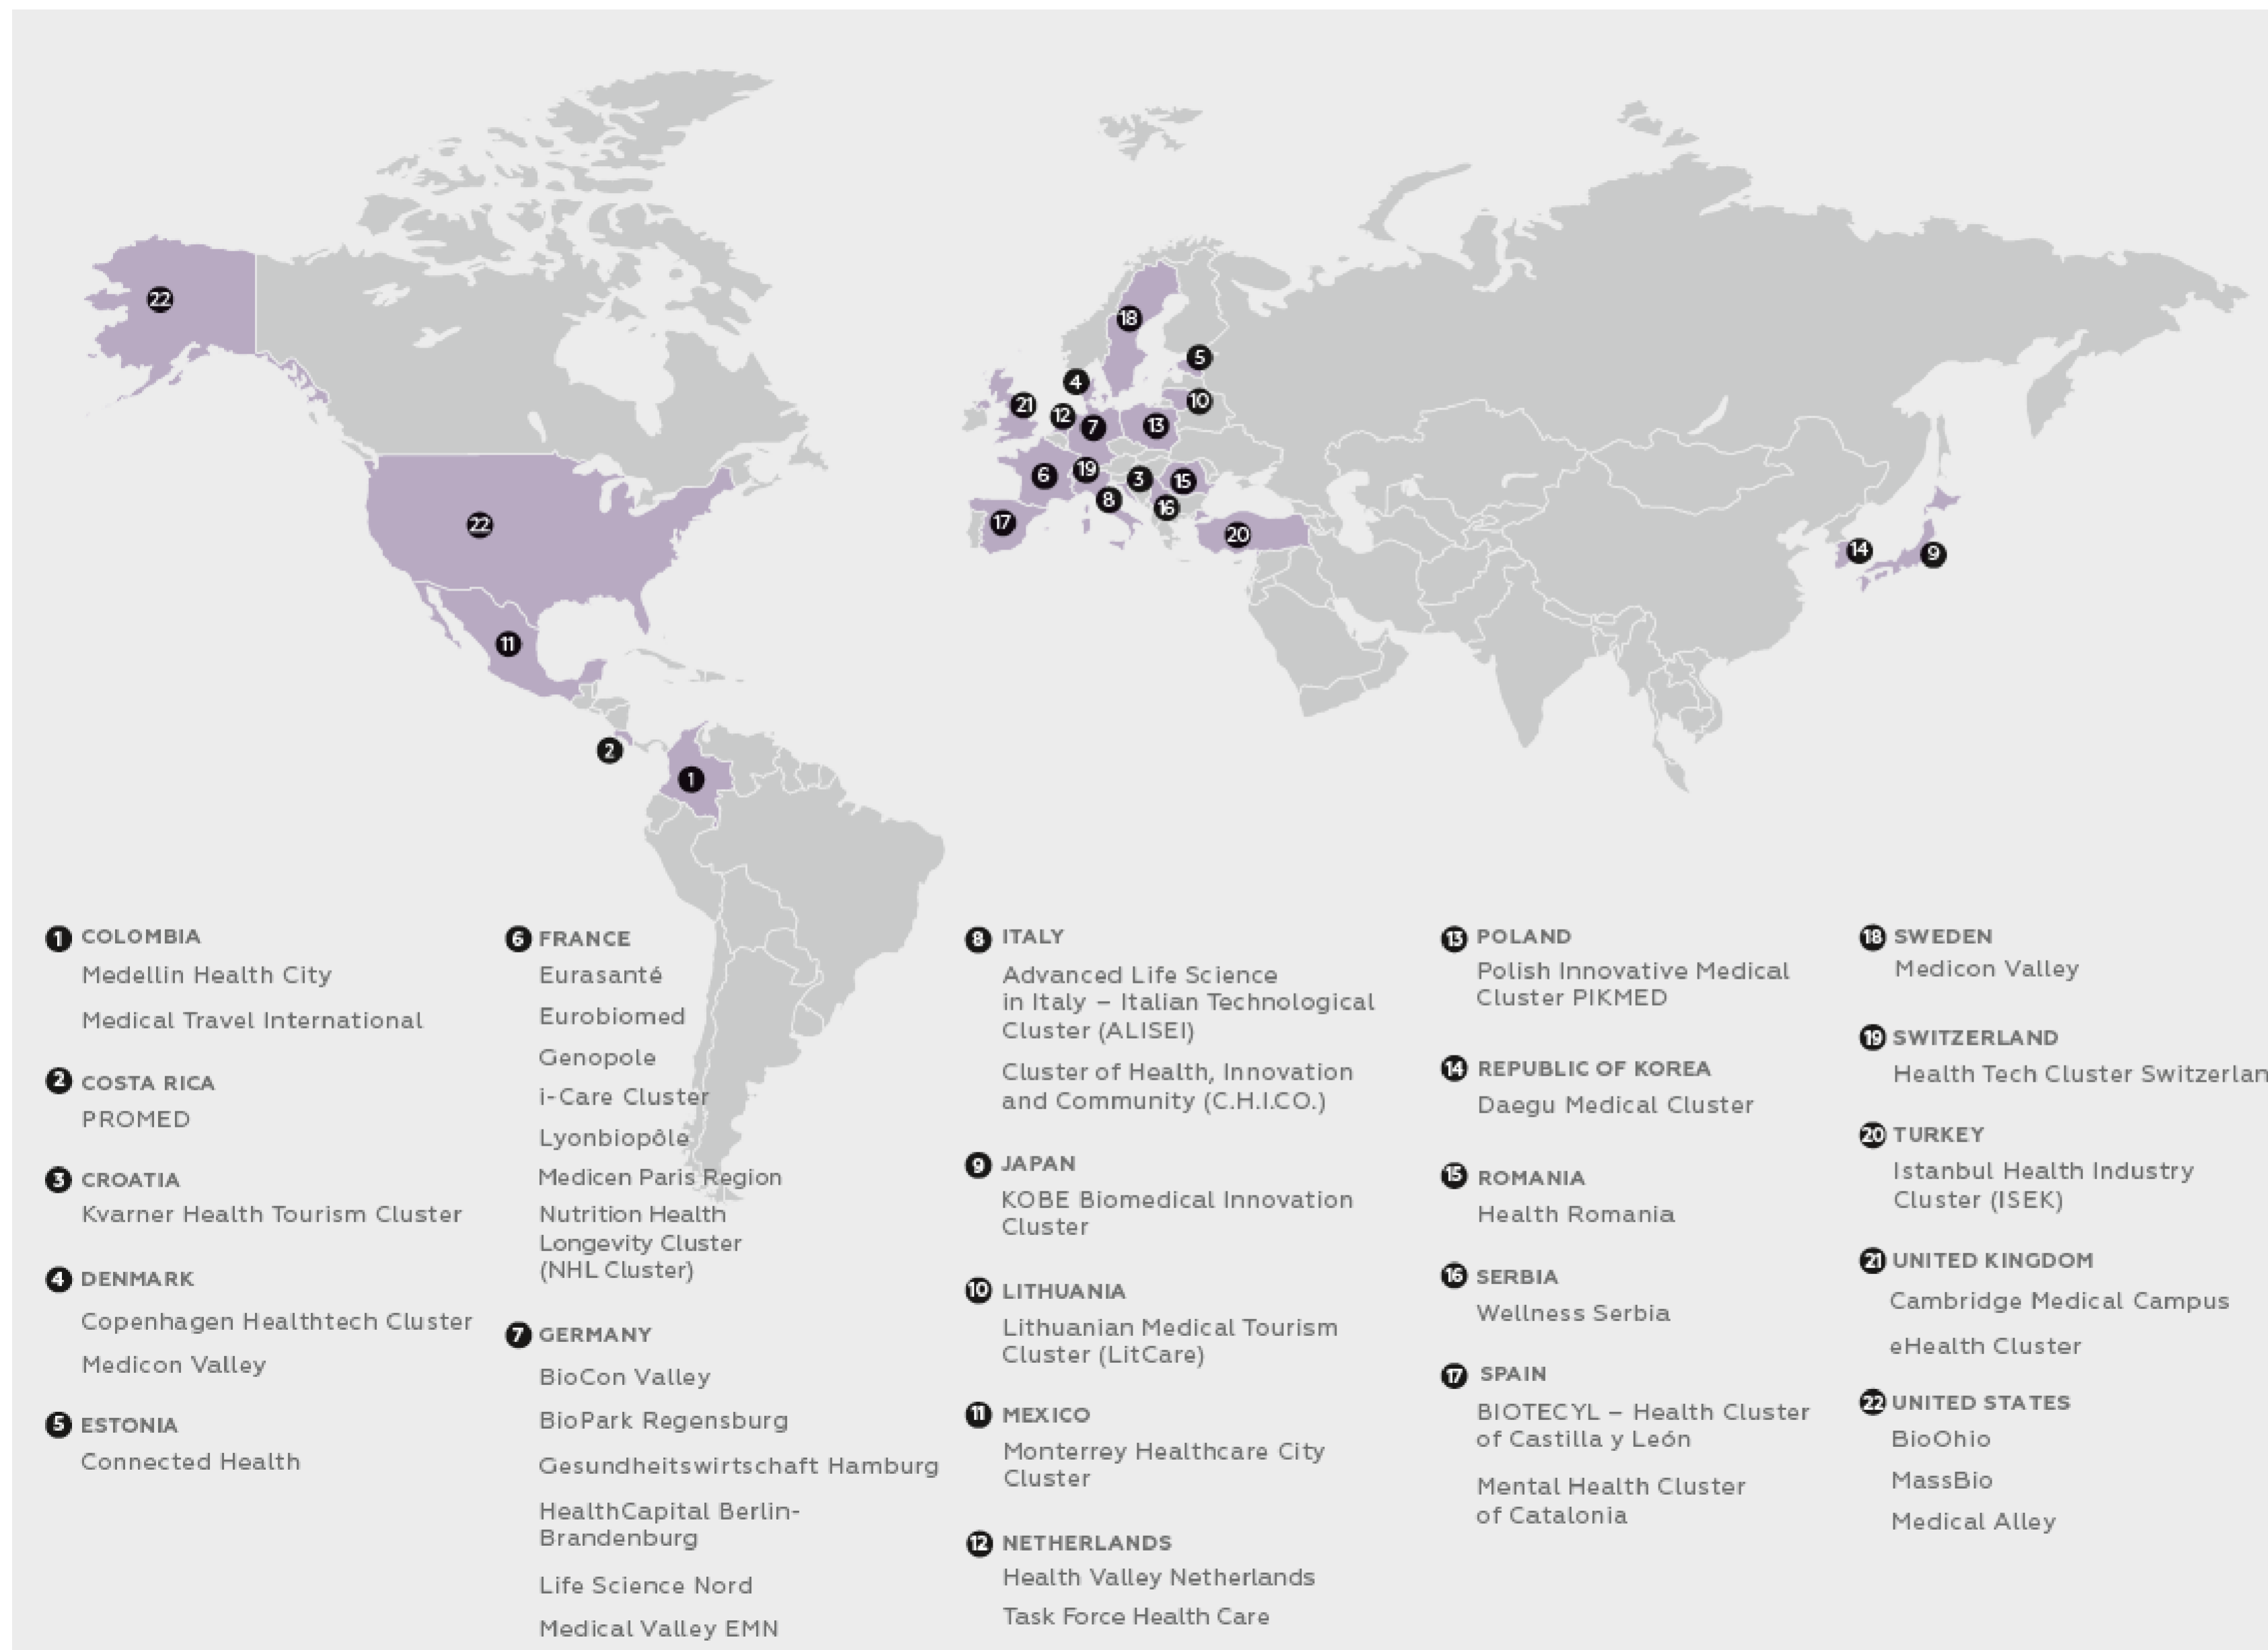 22
18
5
4
21
12
10
7
13
6
19
3
15
8
16
17
22
20
14
9
11
2
1
1 COLOMBIA
Medellin Health City
Medical Travel International
2 COSTA RICA
PROMED
3 CROATIA
Kvarner Health Tourism Cluster
4 DENMARK
Copenhagen Healthtech Cluster
Medicon Valley
5 ESTONIA
Connected Health
6 FRANCE
Eurasanté
Eurobiomed
Genopole
i-Care Cluster
Lyonbiopôle
Medicen Paris Region
Nutrition Health
Longevity Cluster
(NHL Cluster)
7 GERMANY
BioCon Valley
BioPark Regensburg
Gesundheitswirtschaft Hamburg
HealthCapital Berlin-
Brandenburg
Life Science Nord
Medical Valley EMN
8 ITALY
Advanced Life Science
in Italy – Italian Technological
Cluster (ALISEI)
Cluster of Health, Innovation
and Community (C.H.I.CO.)
9 JAPAN
KOBE Biomedical Innovation
Cluster
10 LITHUANIA
Lithuanian Medical Tourism
Cluster (LitCare)
11 MEXICO
Monterrey Healthcare City
Cluster
12 NETHERLANDS
Health Valley Netherlands
Task Force Health Care
13 POLAND
Polish Innovative Medical
Cluster PIKMED
14 REPUBLIC OF KOREA
Daegu Medical Cluster
15 ROMANIA
Health Romania
16 SERBIA
Wellness Serbia
17 SPAIN
BIOTECYL – Health Cluster
of Castilla y León
Mental Health Cluster
of Catalonia
18 SWEDEN
Medicon Valley
19 SWITZERLAND
Health Tech Cluster Switzerlan
20 TURKEY
Istanbul Health Industry
Cluster (ISEK)
21 UNITED KINGDOM
Cambridge Medical Campus
eHealth Cluster
22 UNITED STATES
BioOhio
MassBio
Medical Alley